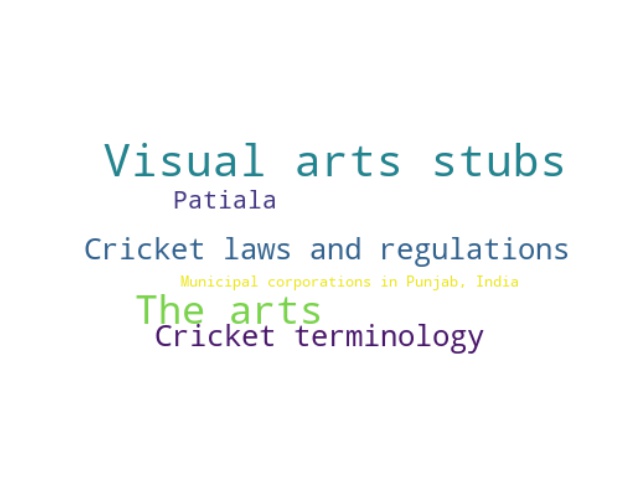 Visual arts stubs
Patiala
Cricket laws and regulations
Municipal corporations in Punjab, India
The arts
Cricket terminology